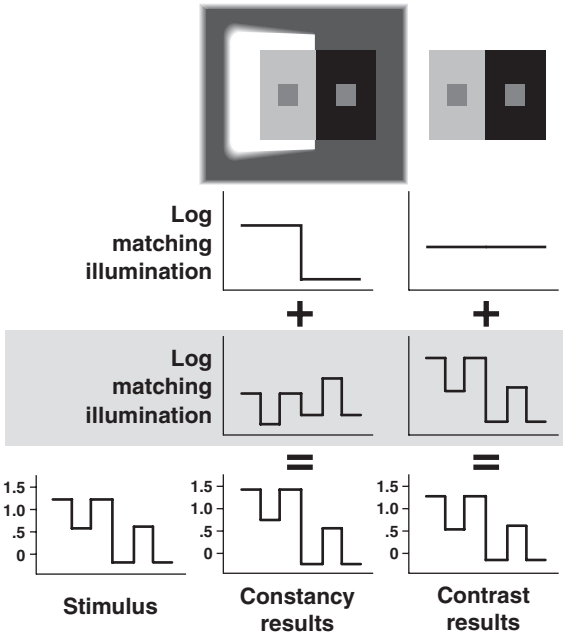 Log
matching
illumination
+
+
Log
matching
illumination
=
=
1.5
1.0
.5
0
1.5
1.0
.5
0
1.5
1.0
.5
0
Stimulus
Constancy
results
Contrast
results